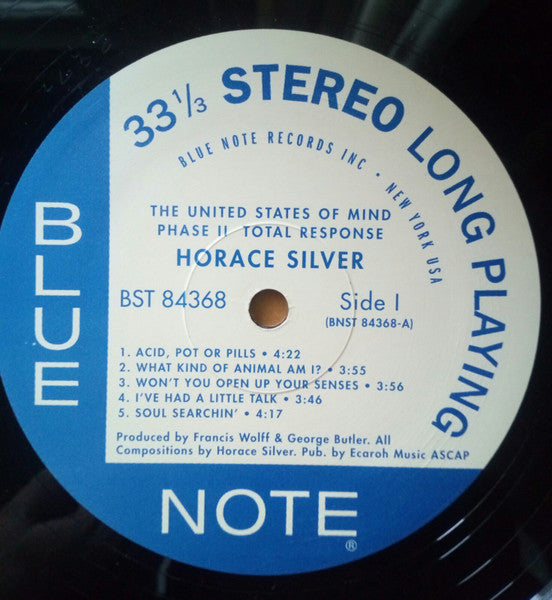 33 1/3 STEREO LONG PLAYING
BLUE NOTE RECORDS INC • NEW YORK USA
THE UNITED STATES OF MIND
PHASE II TOTAL RESPONSE
HORACE SILVER
BST 84368
Side I
(BNST 84368-A)
1. ACID, POT OR PILLS • 4:22
2. WHAT KIND OF ANIMAL AM I? • 3:55
3. WON'T YOU OPEN UP YOUR SENSES • 3:56
4. I'VE HAD A LITTLE TALK • 3:46
5. SOUL SEARCHIN' • 4:17
Produced by Francis Wolff & George Butler. All
Compositions by Horace Silver. Pub. by Ecaroh Music ASCAP
BLUE
NOTE®